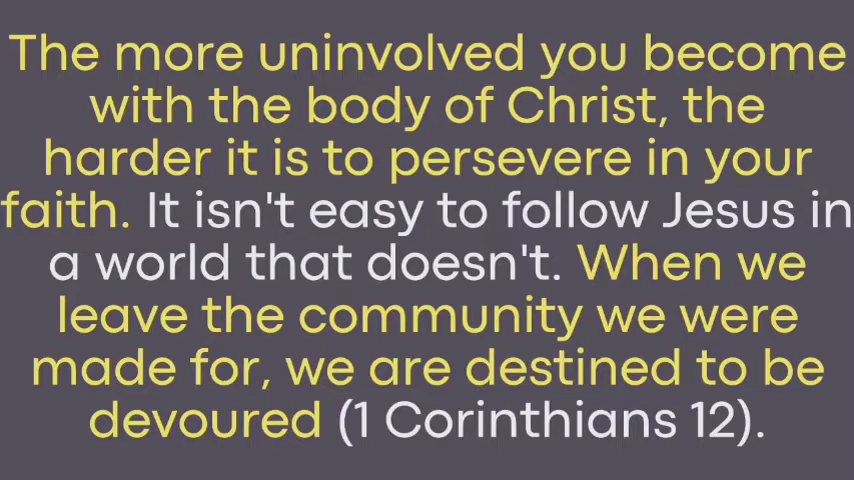 The more uninvolved you become
with the body of Christ, the
harder it is to persevere in your
faith. It isn't easy to follow Jesus in
a world that doesn't. When we
leave the community we were
made for, we are destined to be
devoured (1 Corinthians 12).